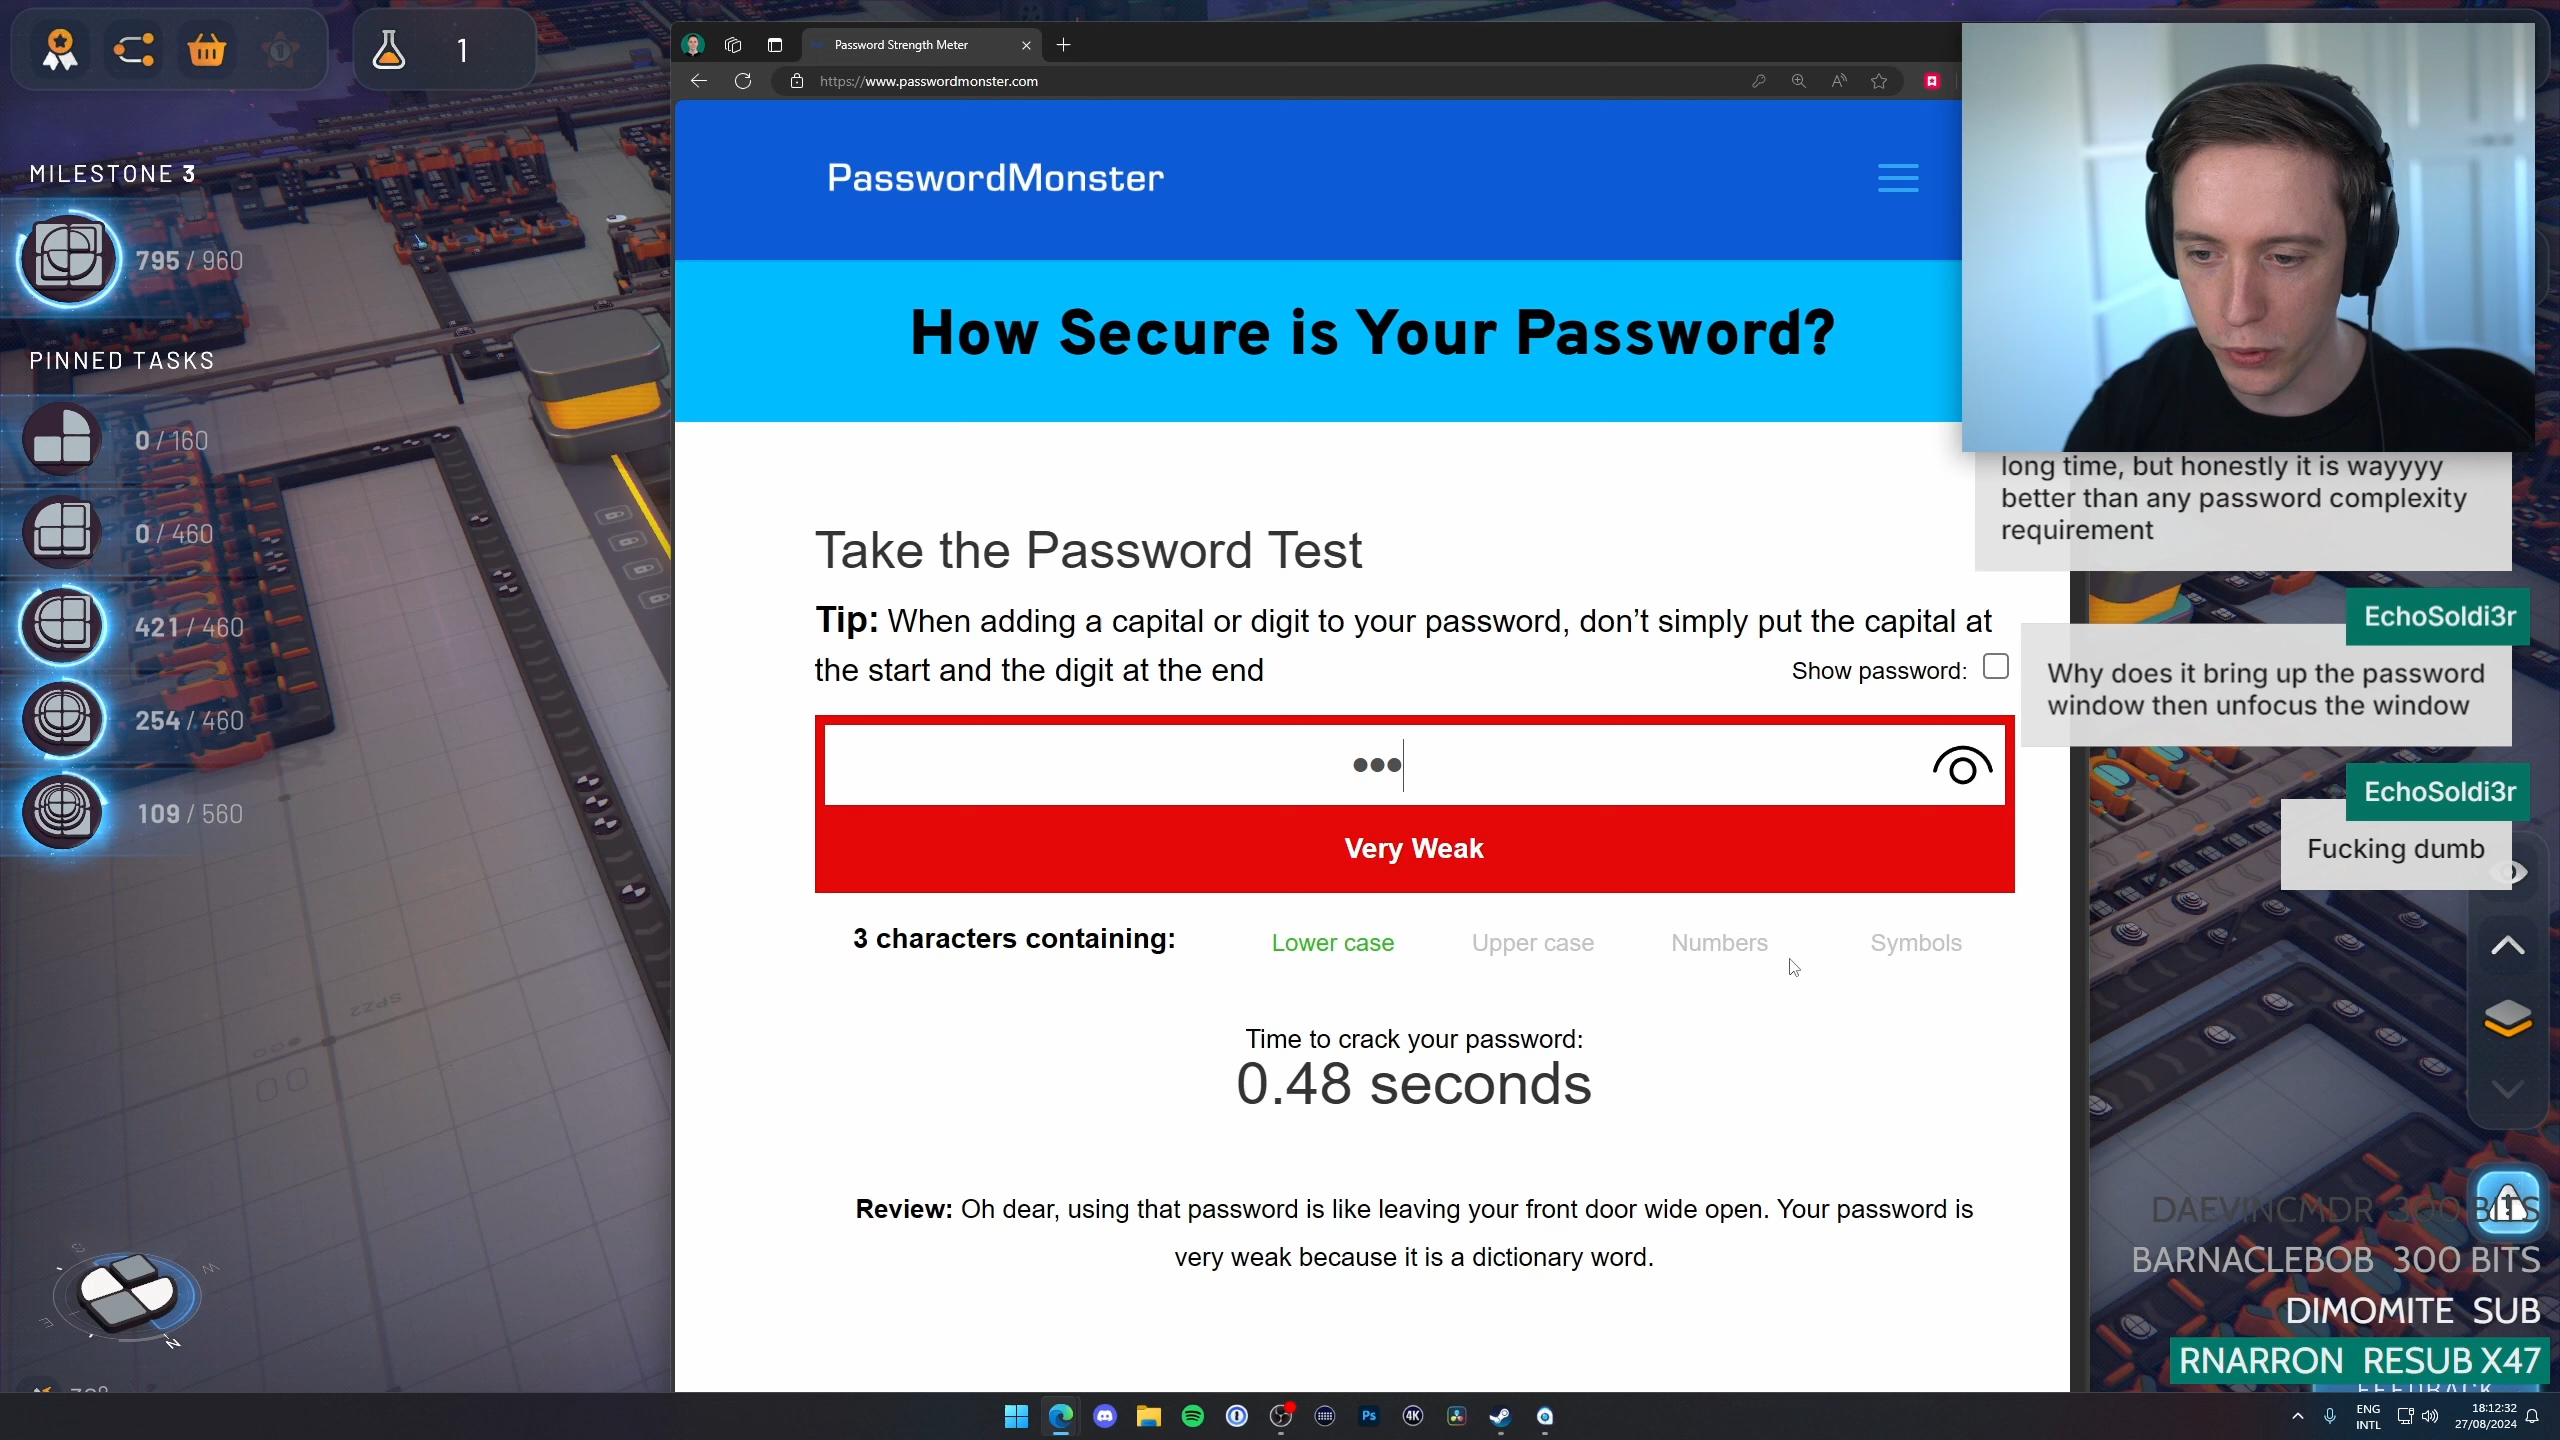 1
Password Strength Meter
https://www.passwordmonster.com
MILESTONE 3
795 / 960
PINNED TASKS
0 / 160
0 / 460
421 / 460
254 / 460
109 / 560
PasswordMonster
How Secure is Your Password?
Take the Password Test
Tip: When adding a capital or digit to your password, don’t simply put the capital at
the start and the digit at the end
Show password:
Very Weak
3 characters containing:
Lower case
Upper case
Numbers
Symbols
Time to crack your password:
0.48 seconds
Review: Oh dear, using that password is like leaving your front door wide open. Your password is
very weak because it is a dictionary word.
long time, but honestly it is wayyyy
better than any password complexity
requirement
EchoSoldi3r
Why does it bring up the password
window then unfocus the window
EchoSoldi3r
Fucking dumb
DAEVINCMDR 300 BITS
BARNACLEBOB 300 BITS
DIMOMITE SUB
RNARRON RESUB X47
FEEDBACK
SPZ2
N
W
E
Ps
4K
ENG
INTL
18:12:32
27/08/2024